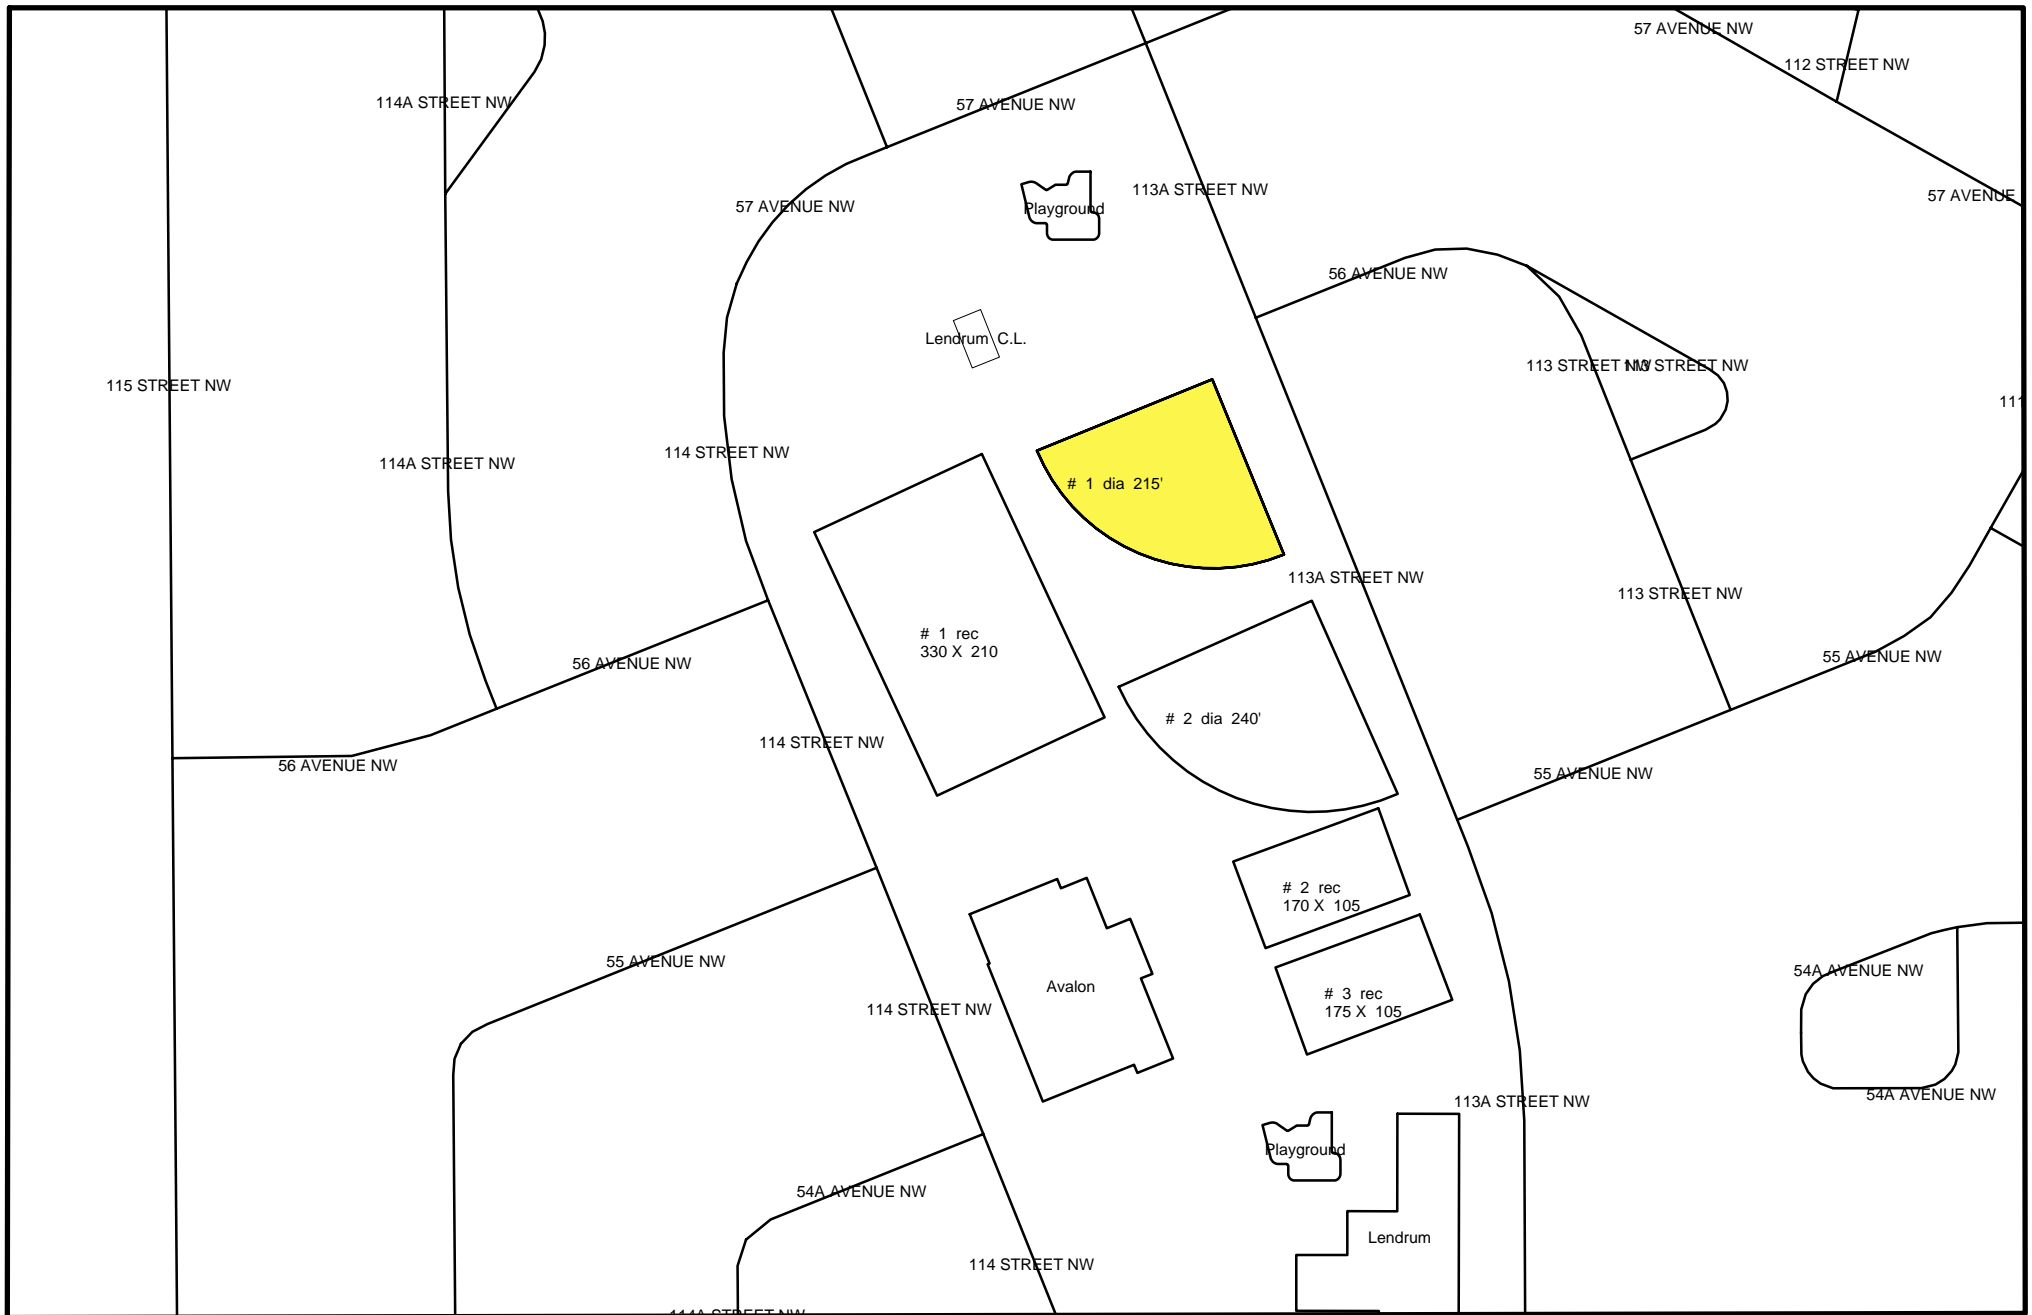 57 AVENUE NW
112 STREET NW
114A STREET NW
57 AVENUE NW
113A STREET NW
57 AVENUE
57 AVENUE NW
Playground
56 AVENUE NW
Lendrum C.L.
113 STREET NW
113 STREET NW
115 STREET NW
111
114 STREET NW
114A STREET NW
# 1 dia 215'
113A STREET NW
113 STREET NW
# 1 rec
330 X 210
56 AVENUE NW
55 AVENUE NW
# 2 dia 240'
114 STREET NW
56 AVENUE NW
55 AVENUE NW
# 2 rec
170 X 105
55 AVENUE NW
54A AVENUE NW
Avalon
# 3 rec
175 X 105
114 STREET NW
54A AVENUE NW
113A STREET NW
Playground
54A AVENUE NW
Lendrum
114 STREET NW
114A STREET NW